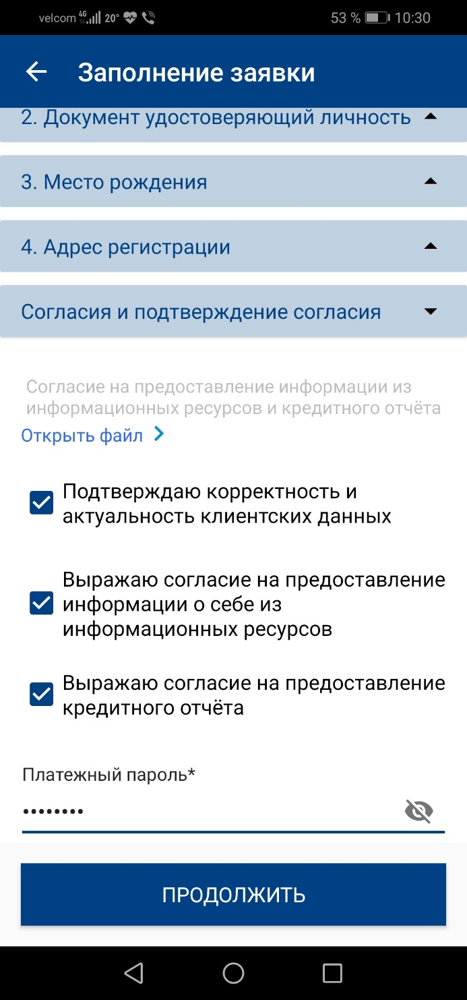 velcom 4G 20° 53 % 10:30
Заполнение заявки
2. Документ удостоверяющий личность
3. Место рождения
4. Адрес регистрации
Согласия и подтверждение согласия
Согласие на предоставление информации из
информационных ресурсов и кредитного отчёта
Открыть файл
Подтверждаю корректность и
актуальность клиентских данных
Выражаю согласие на предоставление
информации о себе из
информационных ресурсов
Выражаю согласие на предоставление
кредитного отчёта
Платежный пароль*
••••••••
ПРОДОЛЖИТЬ